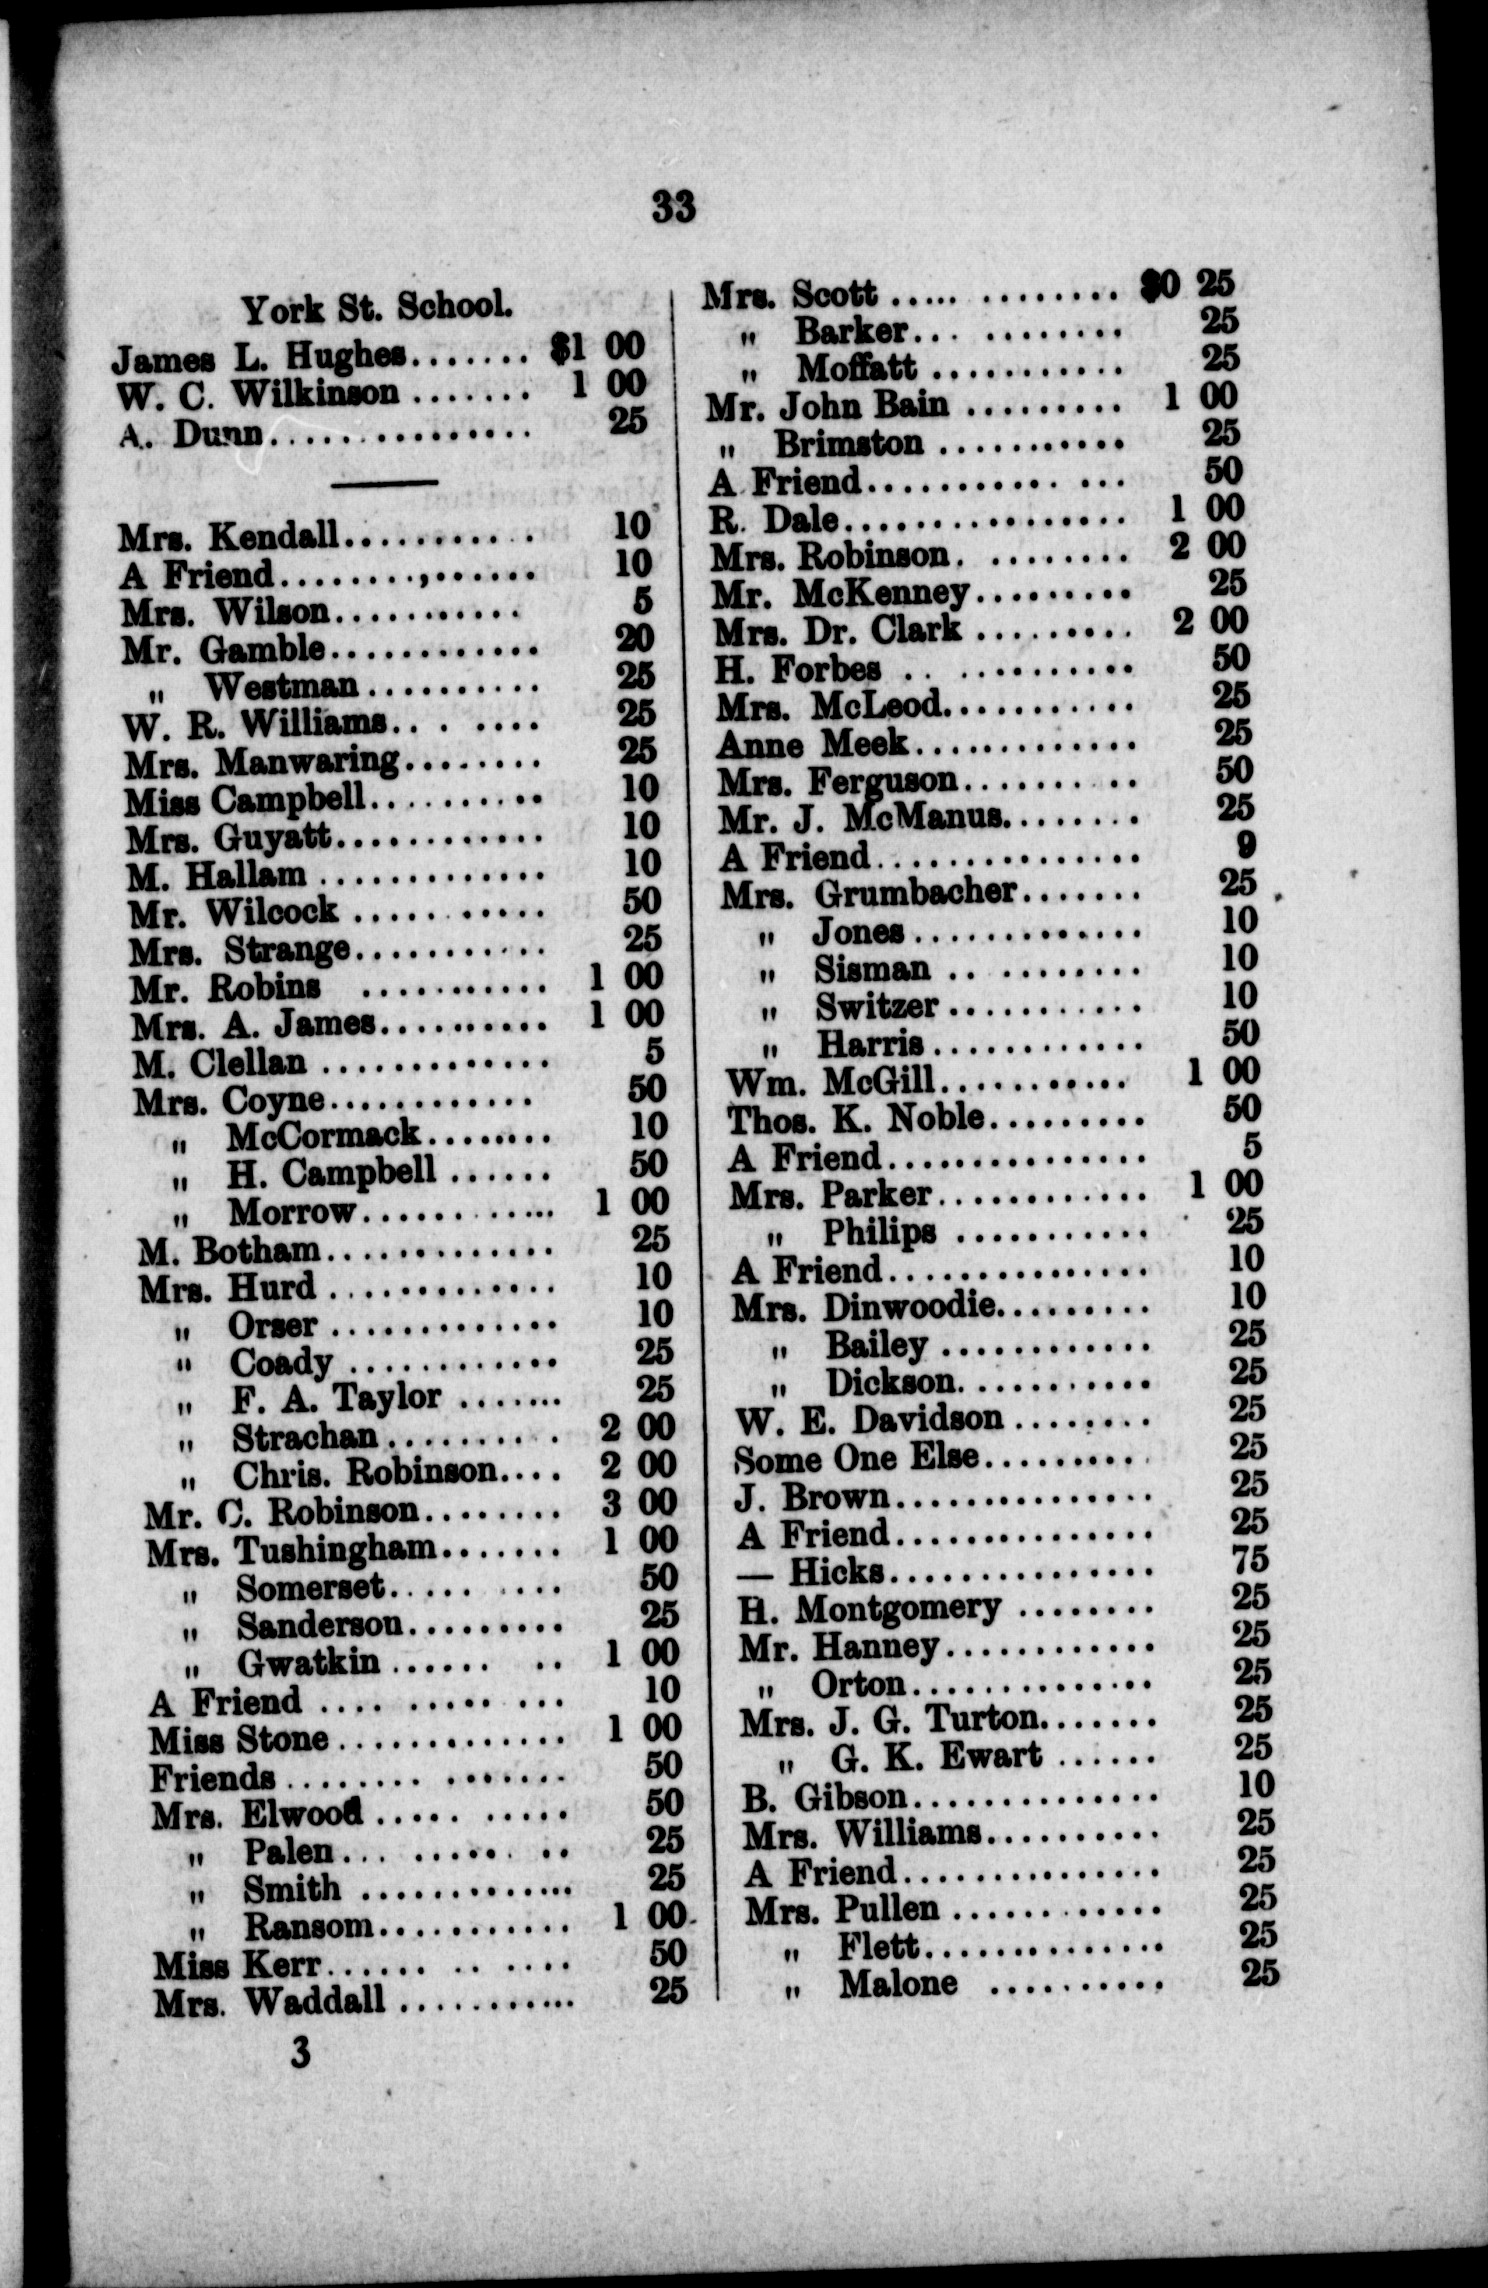 33
York St. School.
James L. Hughes....... $1 00
W. C. Wilkinson ....... 1 00
A. Dunn............... 25
Mrs. Kendall........... 10
A Friend........,...... 10
Mrs. Wilson........... 5
Mr. Gamble............ 20
„ Westman.......... 25
W. R. Williams.. . .... 25
Mrs. Manwaring........ 25
Miss Campbell.......... 10
Mrs. Guyatt............ 10
M. Hallam ............. 10
Mr. Wilcock ........... 50
Mrs. Strange........... 25
Mr. Robins ........... 1 00
Mrs. A. James.......... 1 00
M. Clellan ............. 5
Mrs. Coyne............ 50
„ McCormack........ 10
„ H. Campbell ...... 50
„ Morrow............ 1 00
M. Botham............. 25
Mrs. Hurd ............. 10
„ Orser ............. 10
„ Coady ............ 25
„ F. A. Taylor ....... 25
„ Strachan.......... 2 00
„ Chris. Robinson.... 2 00
Mr. C. Robinson........ 3 00
Mrs. Tushingham....... 1 00
„ Somerset..... .... 50
„ Sanderson......... 25
„ Gwatkin...... .. 1 00
A Friend .... ..... ... 10
Miss Stone............. 1 00
Friends........ ....... 50
Mrs. Elwood..... ..... 50
„ Palen... ..... .. 25
„ Smith ............. 25
„ Ransom........... 1 00
Miss Kerr...... .. .... 50
Mrs. Waddall ........... 25
3
Mrs. Scott ..... ........ $0 25
„ Barker... ........ 25
„ Moffatt ........... 25
Mr. John Bain ......... 1 00
„ Brimston ........... 25
A Friend............ ... 50
R. Dale................ 1 00
Mrs. Robinson. ........ 2 00
Mr. McKenney......... 25
Mrs. Dr. Clark ......... 2 00
H. Forbes .. .......... 50
Mrs. McLeod........... 25
Anne Meek............. 25
Mrs. Ferguson.......... 50
Mr. J. McManus........ 25
A Friend............... 9
Mrs. Grumbacher....... 25
„ Jones............. 10
„ Sisman .. ......... 10
„ Switzer........... 10
„ Harris............ 50
Wm. McGill........... 1 00
Thos. K. Noble......... 50
A Friend............... 5
Mrs. Parker............ 1 00
„ Philips ........... 25
A Friend............... 10
Mrs. Dinwoodie......... 10
„ Bailey ............ 25
„ Dickson........... 25
W. E. Davidson ........ 25
Some One Else.......... 25
J. Brown............... 25
A Friend............... 25
— Hicks............... 75
H. Montgomery ........ 25
Mr. Hanney............ 25
„ Orton.............. 25
Mrs. J. G. Turton....... 25
„ G. K. Ewart ...... 25
B. Gibson.............. 10
Mrs. Williams.......... 25
A Friend............... 25
Mrs. Pullen ............ 25
„ Flett.............. 25
„ Malone .......... 25